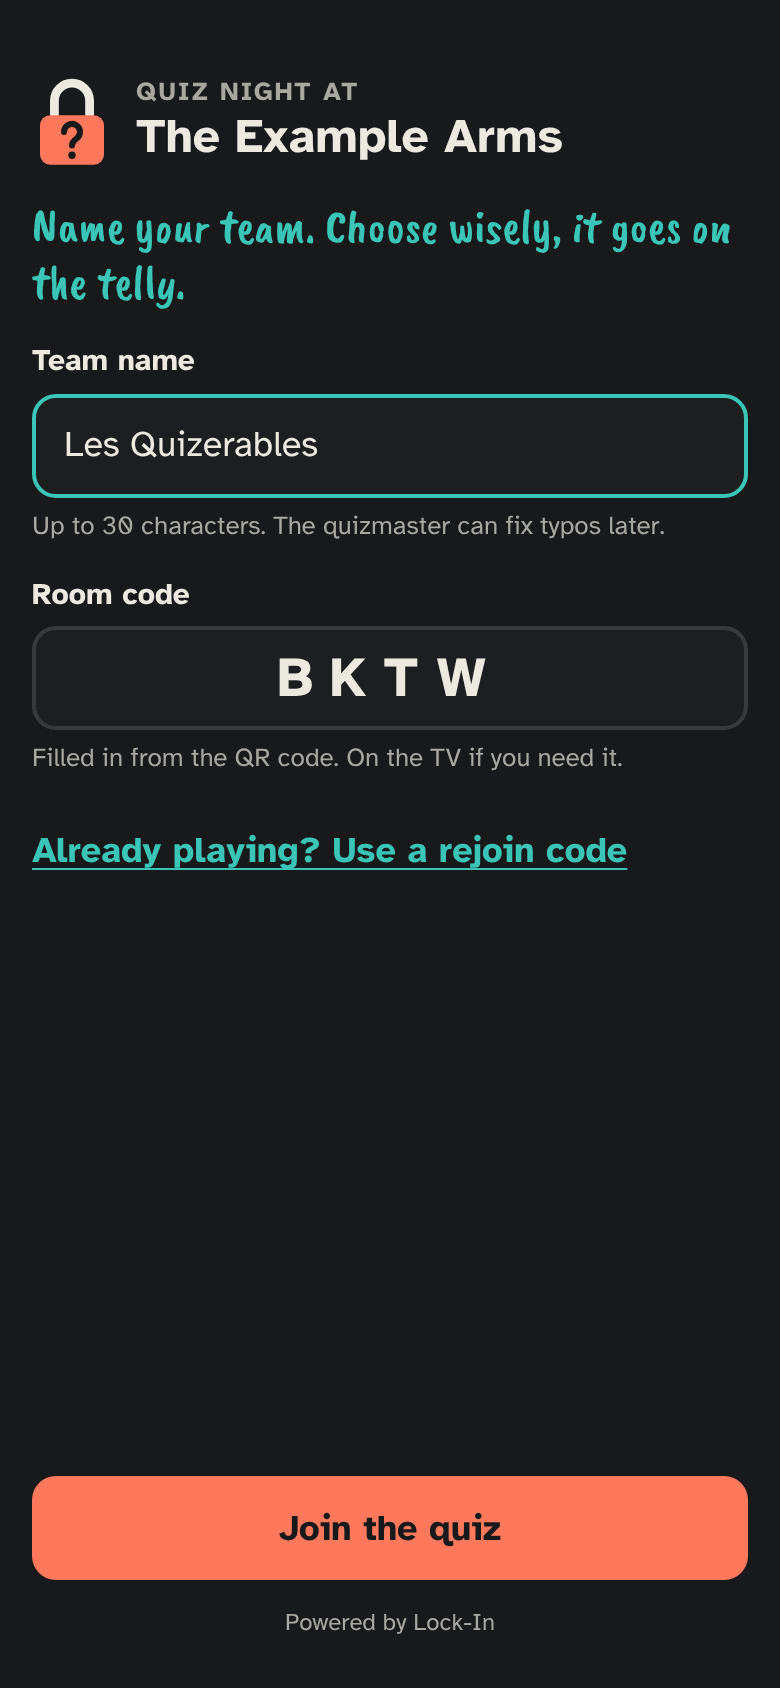 QUIZ NIGHT AT
The Example Arms
Name your team. Choose wisely, it goes on
the telly.
Team name
Les Quizerables
Up to 30 characters. The quizmaster can fix typos later.
Room code
BKTW
Filled in from the QR code. On the TV if you need it.
Already playing? Use a rejoin code
Join the quiz
Powered by Lock-In